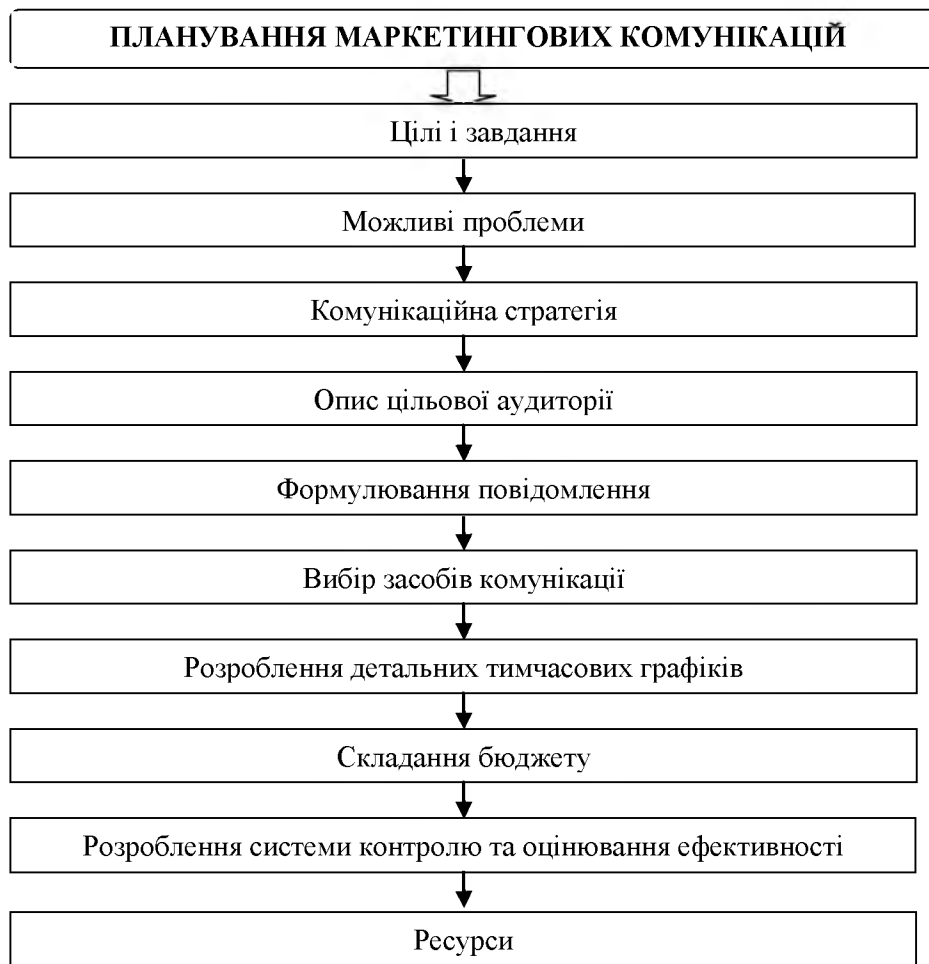 ПЛАНУВАННЯ МАРКЕТИНГОВИХ КОМУНІКАЦІЙ
Цілі і завдання
Можливі проблеми
Комунікаційна стратегія
Опис цільової аудиторії
Формулювання повідомлення
Вибір засобів комунікації
Розроблення детальних тимчасових графіків
Складання бюджету
Розроблення системи контролю та оцінювання ефективності
Ресурси